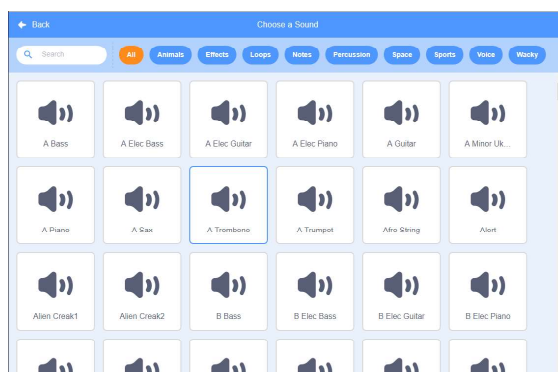 Back
Choose a Sound
Search
All Animals Effects Loops Notes Percussion Space Sports Voice Wacky
A Bass A Elec Bass A Elec Guitar A Elec Piano A Guitar A Minor Uk...
A Piano A Sax A Trombone A Trumpet Afro String Alert
Alien Creak1 Alien Creak2 B Bass B Elec Bass B Elec Guitar B Elec Piano